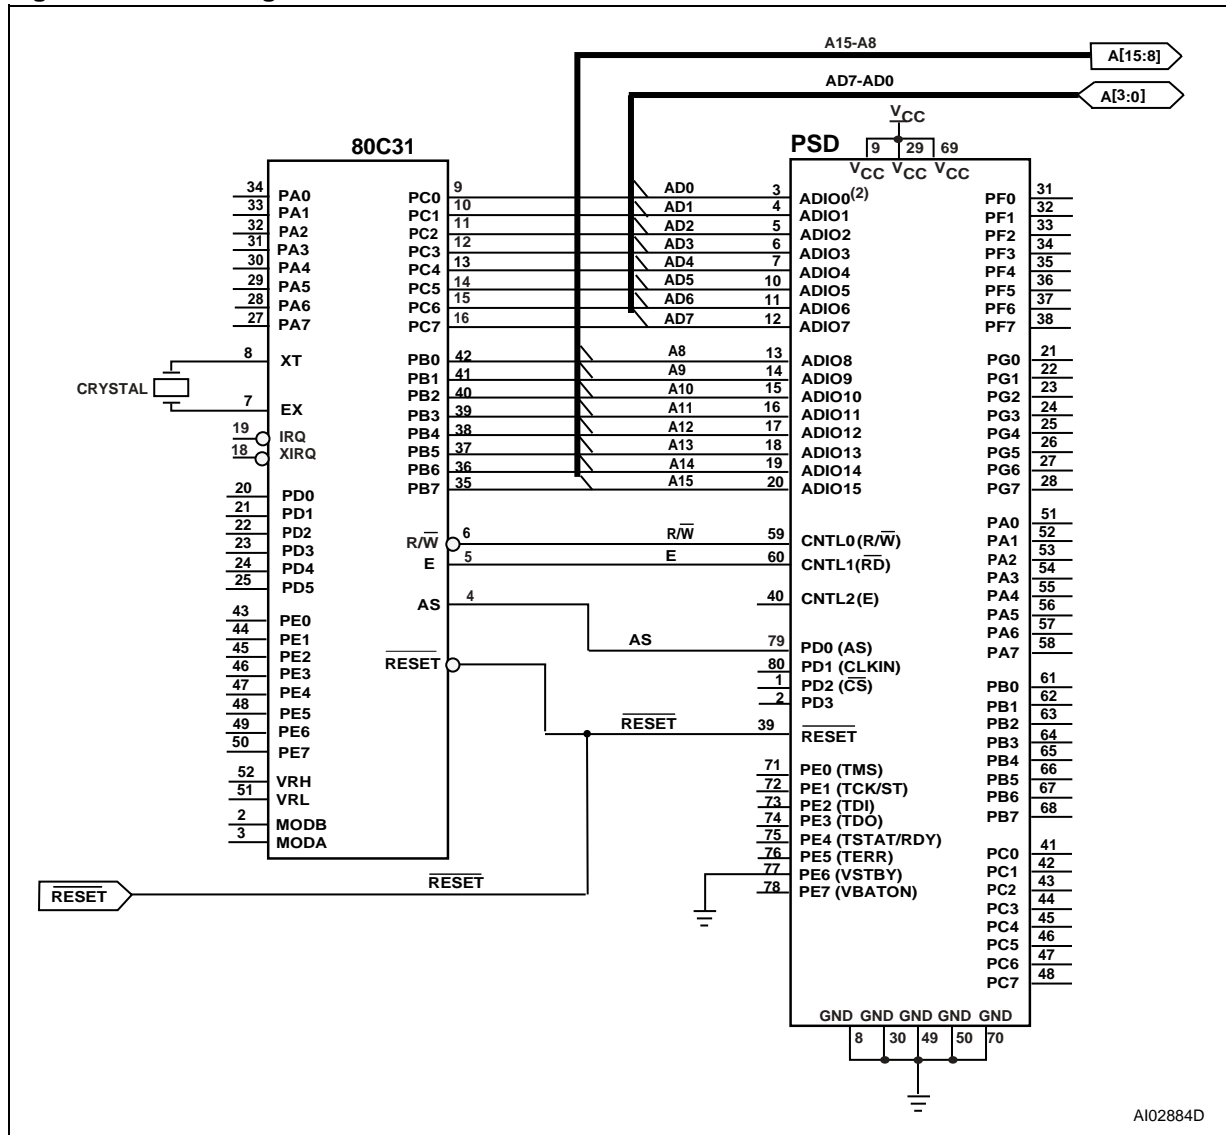 A15-A8
A[15:8]
AD7-AD0
A[3:0]
VCC
80C31
PSD
9 29 69
VCC VCC VCC
34 PA0
33 PA1
32 PA2
31 PA3
30 PA4
29 PA5
28 PA6
27 PA7
8 XT
CRYSTAL
7 EX
19 IRQ
18 XIRQ
20 PD0
21 PD1
22 PD2
23 PD3
24 PD4
25 PD5
43 PE0
44 PE1
45 PE2
46 PE3
47 PE4
48 PE5
49 PE6
50 PE7
52 VRH
51 VRL
2 MODB
3 MODA
PC0 9 AD0 3 ADIO0(2)
PC1 10 AD1 4 ADIO1
PC2 11 AD2 5 ADIO2
PC3 12 AD3 6 ADIO3
PC4 13 AD4 7 ADIO4
PC5 14 AD5 10 ADIO5
PC6 15 AD6 11 ADIO6
PC7 16 AD7 12 ADIO7
PB0 42 A8 13 ADIO8
PB1 41 A9 14 ADIO9
PB2 40 A10 15 ADIO10
PB3 39 A11 16 ADIO11
PB4 38 A12 17 ADIO12
PB5 37 A13 18 ADIO13
PB6 36 A14 19 ADIO14
PB7 35 A15 20 ADIO15
R/W̅ 6 R/W̅ 59 CNTL0(R/W̅)
E 5 E 60 CNTL1(R̅D̅)
40 CNTL2(E)
AS 4 AS 79 PD0 (AS)
80 PD1 (CLKIN)
1 PD2 (C̅S̅)
2 PD3
R̅E̅S̅E̅T̅ R̅E̅S̅E̅T̅ 39 R̅E̅S̅E̅T̅
71 PE0 (TMS)
72 PE1 (TCK/ST)
73 PE2 (TDI)
74 PE3 (TDO)
75 PE4 (TSTAT/RDY)
76 PE5 (TERR)
77 PE6 (VSTBY)
78 PE7 (VBATON)
R̅E̅S̅E̅T̅ R̅E̅S̅E̅T̅
PF0 31
PF1 32
PF2 33
PF3 34
PF4 35
PF5 36
PF6 37
PF7 38
PG0 21
PG1 22
PG2 23
PG3 24
PG4 25
PG5 26
PG6 27
PG7 28
PA0 51
PA1 52
PA2 53
PA3 54
PA4 55
PA5 56
PA6 57
PA7 58
PB0 61
PB1 62
PB2 63
PB3 64
PB4 65
PB5 66
PB6 67
PB7 68
PC0 41
PC1 42
PC2 43
PC3 44
PC4 45
PC5 46
PC6 47
PC7 48
GND GND GND GND GND
8 30 49 50 70
AI02884D